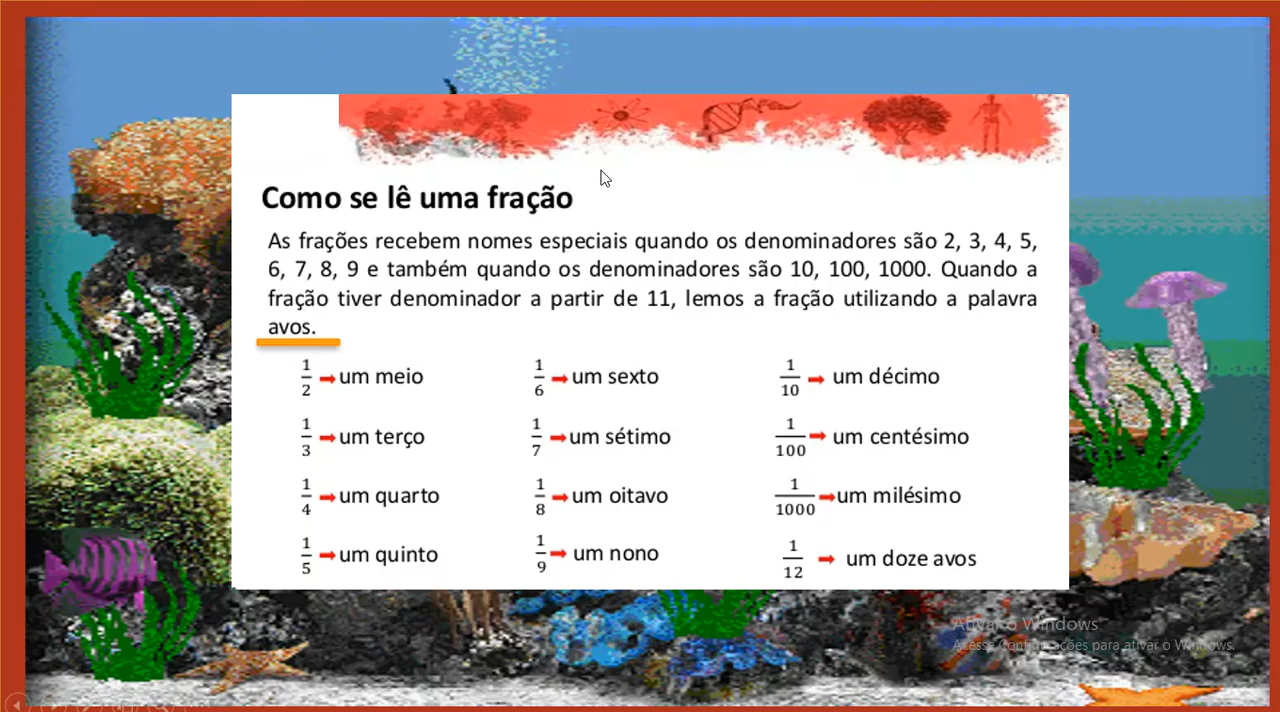 Como se lê uma fração
As frações recebem nomes especiais quando os denominadores são 2, 3, 4, 5,
6, 7, 8, 9 e também quando os denominadores são 10, 100, 1000. Quando a
fração tiver denominador a partir de 11, lemos a fração utilizando a palavra
avos.
1/2 ➡ um meio 1/6 ➡ um sexto 1/10 ➡ um décimo
1/3 ➡ um terço 1/7 ➡ um sétimo 1/100 ➡ um centésimo
1/4 ➡ um quarto 1/8 ➡ um oitavo 1/1000 ➡ um milésimo
1/5 ➡ um quinto 1/9 ➡ um nono 1/12 ➡ um doze avos
Ativar o Windows
Acesse Configurações para ativar o Windows.